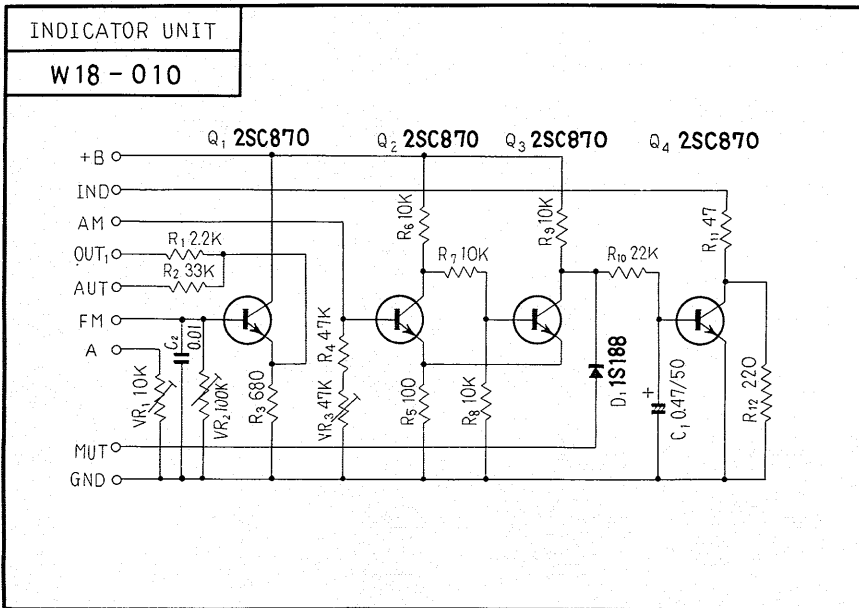 INDICATOR UNIT
W18-010
Q1 2SC870
Q2 2SC870
Q3 2SC870
Q4 2SC870
+B
IND
AM
OUT1
AUT
FM
A
MUT
GND
R1 2.2K
R2 33K
C2 0.01
VR1 10K
VR2 100K
R3 680
R4 47K
VR3 47K
R6 10K
R5 100
R7 10K
R8 10K
R9 10K
D1 1S188
R10 22K
+
C1 0.47/50
R11 47
R12 220